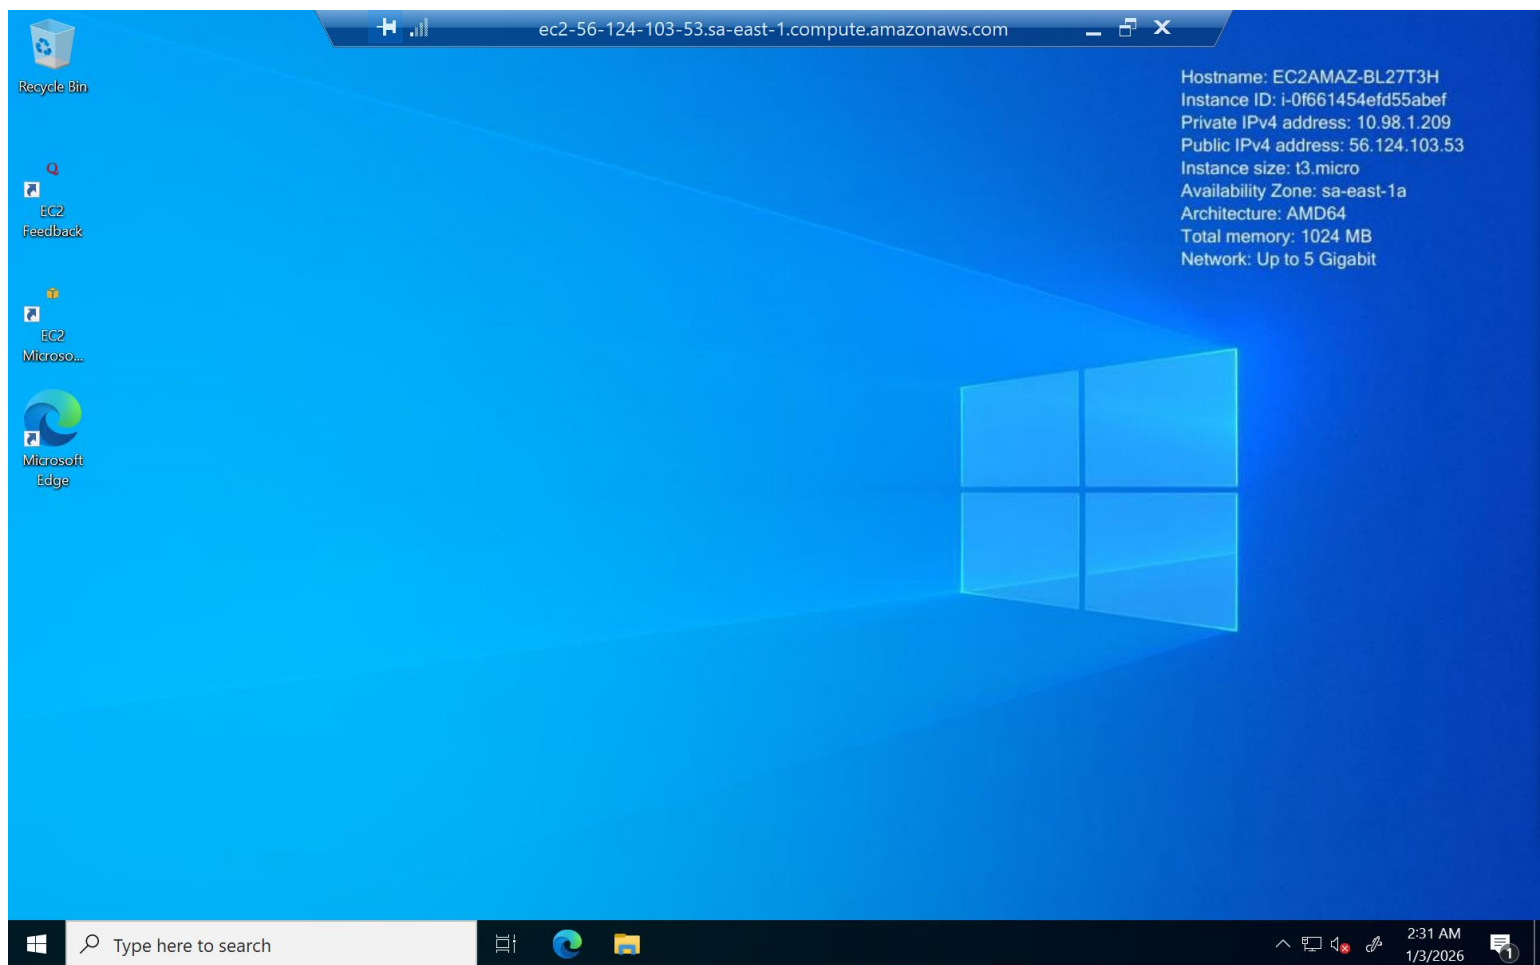 ec2-56-124-103-53.sa-east-1.compute.amazonaws.com
Recycle Bin
EC2
Feedback
EC2
Microso...
Microsoft
Edge
Hostname: EC2AMAZ-BL27T3H
Instance ID: i-0f661454efd55abef
Private IPv4 address: 10.98.1.209
Public IPv4 address: 56.124.103.53
Instance size: t3.micro
Availability Zone: sa-east-1a
Architecture: AMD64
Total memory: 1024 MB
Network: Up to 5 Gigabit
Type here to search
2:31 AM
1/3/2026
1